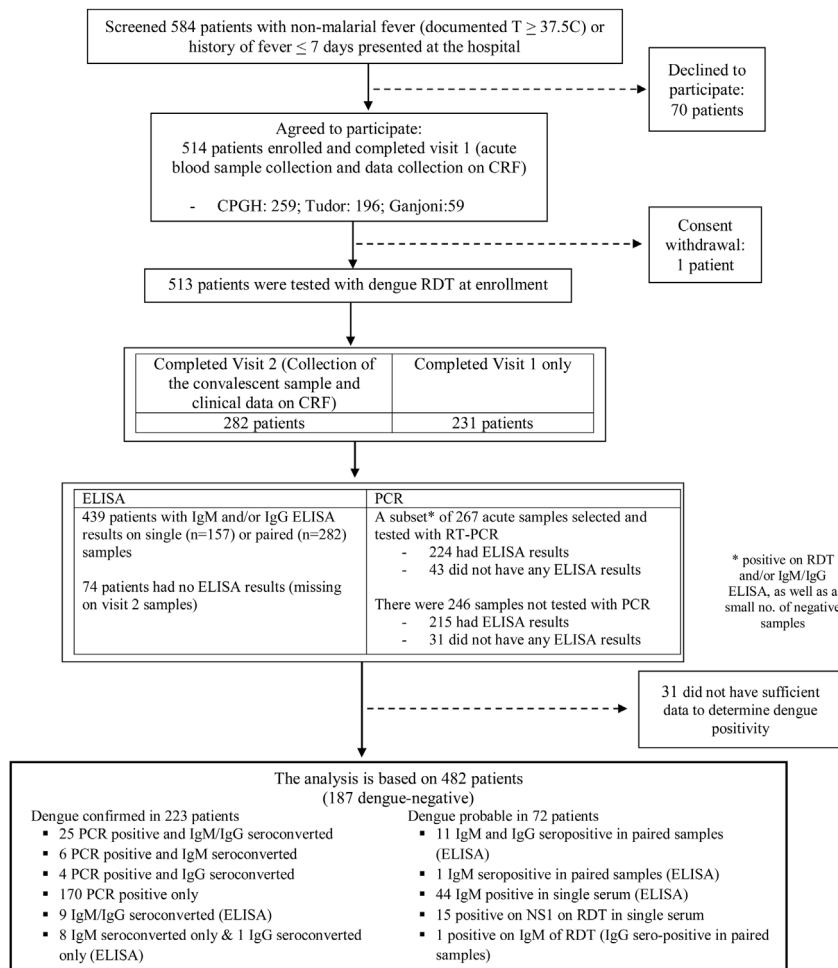 Screened 584 patients with non-malarial fever (documented T ≥ 37.5C) or
history of fever ≤ 7 days presented at the hospital
Declined to
participate:
70 patients
Agreed to participate:
514 patients enrolled and completed visit 1 (acute
blood sample collection and data collection on CRF)
- CPGH: 259; Tudor: 196; Ganjoni:59
Consent
withdrawal:
1 patient
513 patients were tested with dengue RDT at enrollment
Completed Visit 2 (Collection of
the convalescent sample and
clinical data on CRF)
Completed Visit 1 only
282 patients
231 patients
ELISA
439 patients with IgM and/or IgG ELISA
results on single (n=157) or paired (n=282)
samples
74 patients had no ELISA results (missing
on visit 2 samples)
PCR
A subset* of 267 acute samples selected and
tested with RT-PCR
- 224 had ELISA results
- 43 did not have any ELISA results
There were 246 samples not tested with PCR
- 215 had ELISA results
- 31 did not have any ELISA results
* positive on RDT
and/or IgM/IgG
ELISA, as well as a
small no. of negative
samples
31 did not have sufficient
data to determine dengue
positivity
The analysis is based on 482 patients
(187 dengue-negative)
Dengue confirmed in 223 patients
▪ 25 PCR positive and IgM/IgG seroconverted
▪ 6 PCR positive and IgM seroconverted
▪ 4 PCR positive and IgG seroconverted
▪ 170 PCR positive only
▪ 9 IgM/IgG seroconverted (ELISA)
▪ 8 IgM seroconverted only & 1 IgG seroconverted
only (ELISA)
Dengue probable in 72 patients
▪ 11 IgM and IgG seropositive in paired samples
(ELISA)
▪ 1 IgM seropositive in paired samples (ELISA)
▪ 44 IgM positive in single serum (ELISA)
▪ 15 positive on NS1 on RDT in single serum
▪ 1 positive on IgM of RDT (IgG sero-positive in paired
samples)